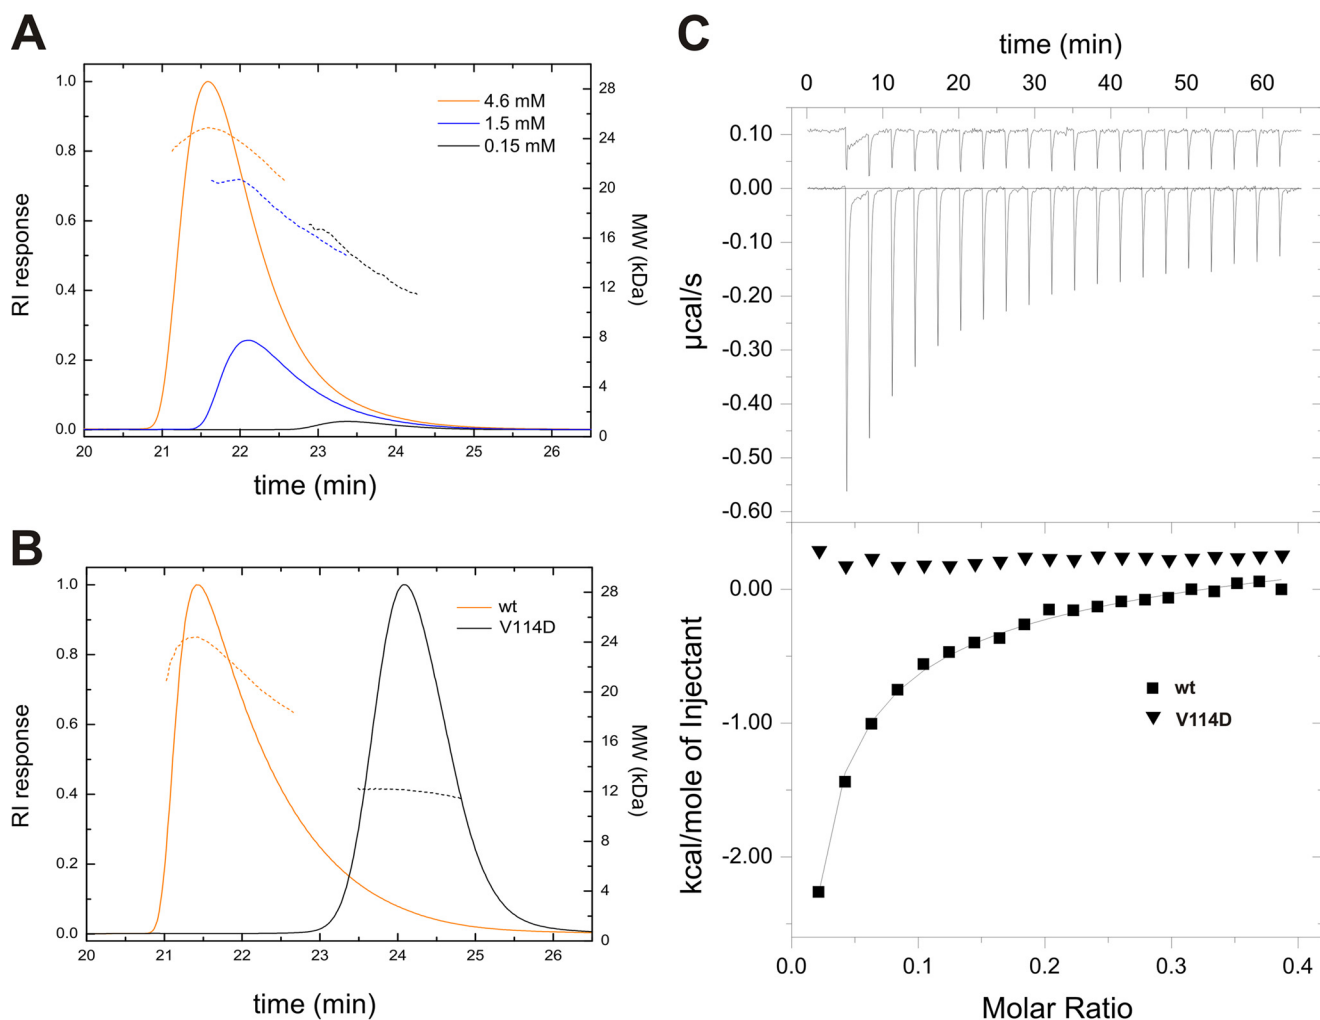 A
1.0
0.8
0.6
0.4
0.2
0.0
RI response
4.6 mM
1.5 mM
0.15 mM
28
24
20
16
12
8
4
0
MW (kDa)
20 21 22 23 24 25 26
time (min)
B
1.0
0.8
0.6
0.4
0.2
0.0
RI response
wt
V114D
28
24
20
16
12
8
4
0
MW (kDa)
20 21 22 23 24 25 26
time (min)
C
time (min)
0 10 20 30 40 50 60
0.10
0.00
-0.10
-0.20
-0.30
-0.40
-0.50
-0.60
µcal/s
0.00
-1.00
-2.00
kcal/mole of Injectant
wt
V114D
0.0 0.1 0.2 0.3 0.4
Molar Ratio